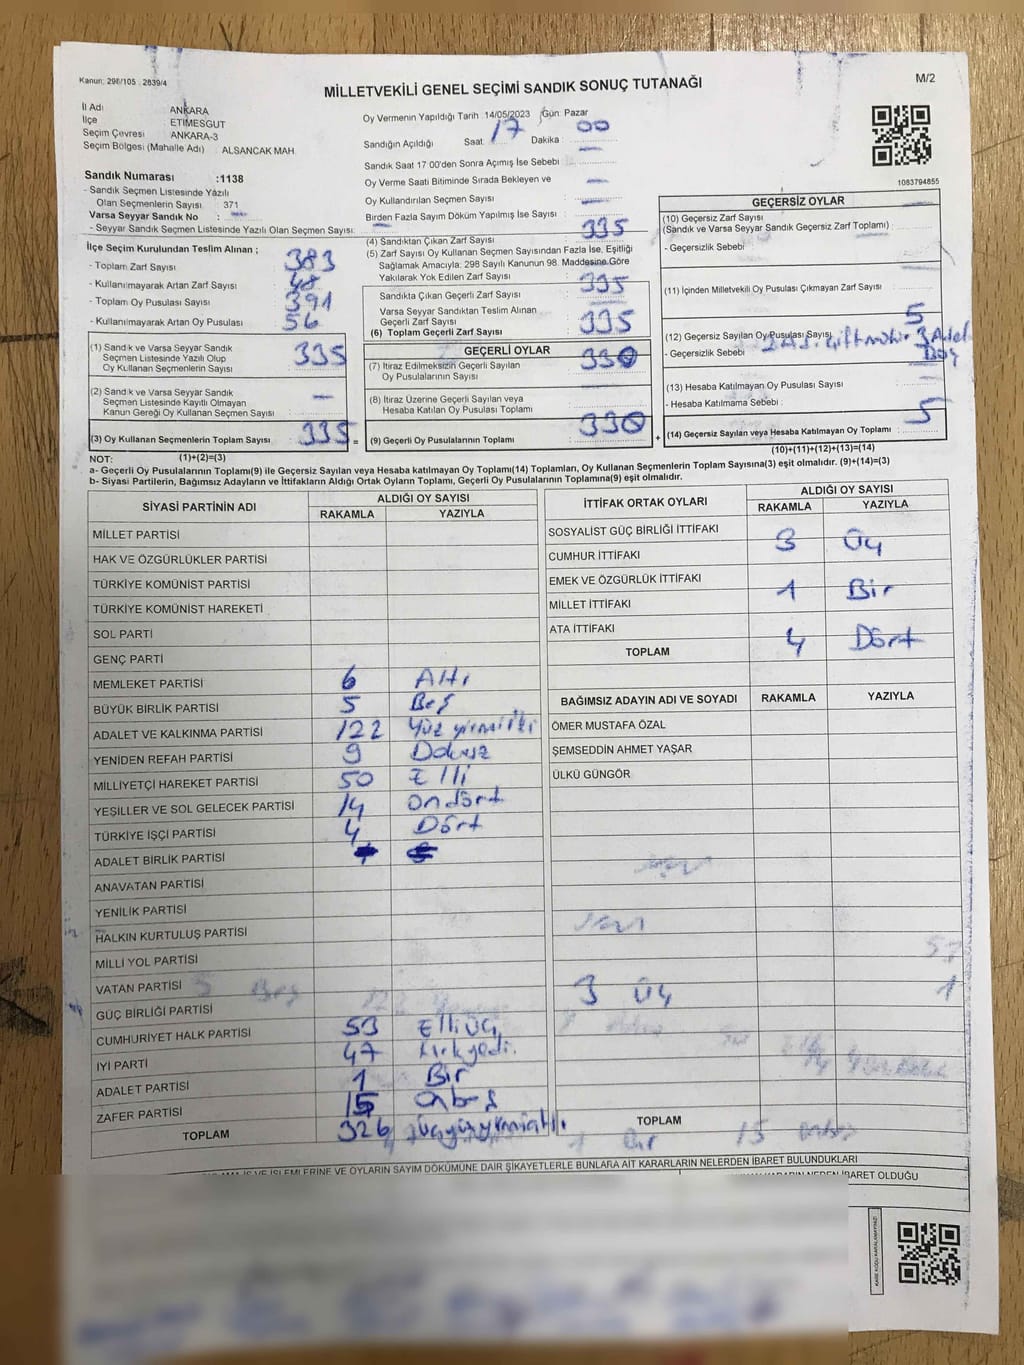 Kanun: 298/105 : 2839/4
MİLLETVEKİLİ GENEL SEÇİMİ SANDIK SONUÇ TUTANAĞI
M/2
İl Adı ANKARA
İlçe ETİMESGUT
Seçim Çevresi ANKARA-3
Seçim Bölgesi (Mahalle Adı) ALSANCAK MAH.
Oy Vermenin Yapıldığı Tarih 14/05/2023 Gün: Pazar
Sandığın Açıldığı Saat 17 Dakika 00
Sandık Saat 17:00'den Sonra Açımış İse Sebebi
Oy Verme Saati Bitiminde Sırada Bekleyen ve
Oy Kullandırılan Seçmen Sayısı
Birden Fazla Sayım Döküm Yapılmış İse Sayısı
1083794855
Sandık Numarası :1138
- Sandık Seçmen Listesinde Yazılı
Olan Seçmenlerin Sayısı : 371
Varsa Seyyar Sandık No :
- Seyyar Sandık Seçmen Listesinde Yazılı Olan Seçmen Sayısı:
İlçe Seçim Kurulundan Teslim Alınan ;
- Toplam Zarf Sayısı : 383
- Kullanılmayarak Artan Zarf Sayısı : 48
- Toplam Oy Pusulası Sayısı : 391
- Kullanılmayarak Artan Oy Pusulası : 56
(1) Sandık ve Varsa Seyyar Sandık
Seçmen Listesinde Yazılı Olup
Oy Kullanan Seçmenlerin Sayısı : 335
(2) Sandık ve Varsa Seyyar Sandık
Seçmen Listesinde Kayıtlı Olmayan
Kanun Gereği Oy Kullanan Seçmen Sayısı : –
(3) Oy Kullanan Seçmenlerin Toplam Sayısı : 335 =
(4) Sandıktan Çıkan Zarf Sayısı : 335
(5) Zarf Sayısı Oy Kullanan Seçmen Sayısından Fazla İse, Eşitliği
Sağlamak Amacıyla: 298 Sayılı Kanunun 98. Maddesine Göre
Yakılarak Yok Edilen Zarf Sayısı :
Sandıkta Çıkan Geçerli Zarf Sayısı : 335
Varsa Seyyar Sandıktan Teslim Alınan
Geçerli Zarf Sayısı :
(6) Toplam Geçerli Zarf Sayısı : 335
GEÇERLİ OYLAR
(7) İtiraz Edilmeksizin Geçerli Sayılan
Oy Pusulalarının Sayısı : 330
(8) İtiraz Üzerine Geçerli Sayılan veya
Hesaba Katılan Oy Pusulası Toplamı :
(9) Geçerli Oy Pusulalarının Toplamı : 330 +
GEÇERSİZ OYLAR
(10) Geçersiz Zarf Sayısı
(Sandık ve Varsa Seyyar Sandık Geçersiz Zarf Toplamı) :
- Geçersizlik Sebebi :
(11) İçinden Milletvekili Oy Pusulası Çıkmayan Zarf Sayısı :
(12) Geçersiz Sayılan Oy Pusulası Sayısı : 5
- Geçersizlik Sebebi : çift mühür 3 Adet
Boş
(13) Hesaba Katılmayan Oy Pusulası Sayısı :
- Hesaba Katılmama Sebebi :
(14) Geçersiz Sayılan veya Hesaba Katılmayan Oy Toplamı : 5
NOT: (1)+(2)=(3)
(10)+(11)+(12)+(13)=(14)
a- Geçerli Oy Pusulalarının Toplamı(9) ile Geçersiz Sayılan veya Hesaba katılmayan Oy Toplamı(14) Toplamları, Oy Kullanan Seçmenlerin Toplam Sayısına(3) eşit olmalıdır. (9)+(14)=(3)
b- Siyasi Partilerin, Bağımsız Adayların ve İttifakların Aldığı Ortak Oyların Toplamı, Geçerli Oy Pusulalarının Toplamına(9) eşit olmalıdır.
SİYASİ PARTİNİN ADI ALDIĞI OY SAYISI
RAKAMLA YAZIYLA
MİLLET PARTİSİ
HAK VE ÖZGÜRLÜKLER PARTİSİ
TÜRKİYE KOMÜNİST PARTİSİ
TÜRKİYE KOMÜNİST HAREKETİ
SOL PARTİ
GENÇ PARTİ
MEMLEKET PARTİSİ 6 Altı
BÜYÜK BİRLİK PARTİSİ 5 Beş
ADALET VE KALKINMA PARTİSİ 122 Yüz yirmi iki
YENİDEN REFAH PARTİSİ 9 Dokuz
MİLLİYETÇİ HAREKET PARTİSİ 50 Elli
YEŞİLLER VE SOL GELECEK PARTİSİ 14 Ondört
TÜRKİYE İŞÇİ PARTİSİ 4 Dört
ADALET BİRLİK PARTİSİ
ANAVATAN PARTİSİ
YENİLİK PARTİSİ
HALKIN KURTULUŞ PARTİSİ
MİLLİ YOL PARTİSİ
VATAN PARTİSİ
GÜÇ BİRLİĞİ PARTİSİ
CUMHURİYET HALK PARTİSİ 53 Elliüç
İYİ PARTİ 47 kırkyedi.
ADALET PARTİSİ 1 Bir
ZAFER PARTİSİ 15 Onbeş
TOPLAM 326 üçyüzyirmialtı.
İTTİFAK ORTAK OYLARI ALDIĞI OY SAYISI
RAKAMLA YAZIYLA
SOSYALİST GÜÇ BİRLİĞİ İTTİFAKI
CUMHUR İTTİFAKI 3 Üç
EMEK VE ÖZGÜRLÜK İTTİFAKI
MİLLET İTTİFAKI 1 Bir
ATA İTTİFAKI
TOPLAM 4 Dört
BAĞIMSIZ ADAYIN ADI VE SOYADI RAKAMLA YAZIYLA
ÖMER MUSTAFA ÖZAL
ŞEMSEDDİN AHMET YAŞAR
ÜLKÜ GÜNGÖR
3 Üç
TOPLAM
İŞ VE İŞLEMLERİNE VE OYLARIN SAYIM DÖKÜMÜNE DAİR ŞİKAYETLERLE BUNLARA AİT KARARLARIN NELERDEN İBARET BULUNDUKLARI
İBARET OLDUĞU